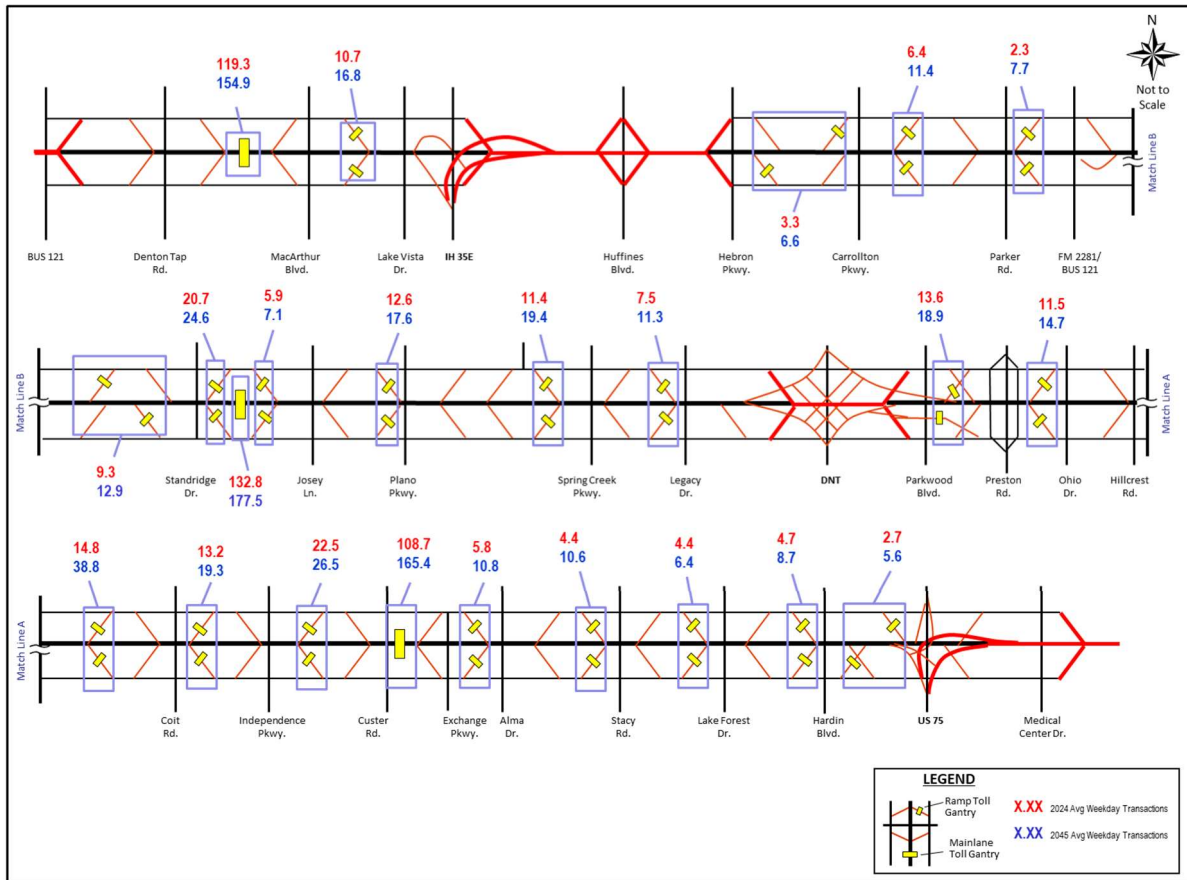 N
Not to
Scale
119.3
154.9
10.7
16.8
6.4
11.4
2.3
7.7
3.3
6.6
Match Line B
BUS 121
Denton Tap
Rd.
MacArthur
Blvd.
Lake Vista
Dr.
IH 35E
Huffines
Blvd.
Hebron
Pkwy.
Carrollton
Pkwy.
Parker
Rd.
FM 2281/
BUS 121
20.7
24.6
5.9
7.1
12.6
17.6
11.4
19.4
7.5
11.3
13.6
18.9
11.5
14.7
Match Line B
Match Line A
9.3
12.9
132.8
177.5
Standridge
Dr.
Josey
Ln.
Plano
Pkwy.
Spring Creek
Pkwy.
Legacy
Dr.
DNT
Parkwood
Blvd.
Preston
Rd.
Ohio
Dr.
Hillcrest
Rd.
14.8
38.8
13.2
19.3
22.5
26.5
108.7
165.4
5.8
10.8
4.4
10.6
4.4
6.4
4.7
8.7
2.7
5.6
Match Line A
Coit
Rd.
Independence
Pkwy.
Custer
Rd.
Exchange
Pkwy.
Alma
Dr.
Stacy
Rd.
Lake Forest
Dr.
Hardin
Blvd.
US 75
Medical
Center Dr.
LEGEND
Ramp Toll
Gantry
Mainlane
Toll Gantry
X.XX 2024 Avg Weekday Transactions
X.XX 2045 Avg Weekday Transactions